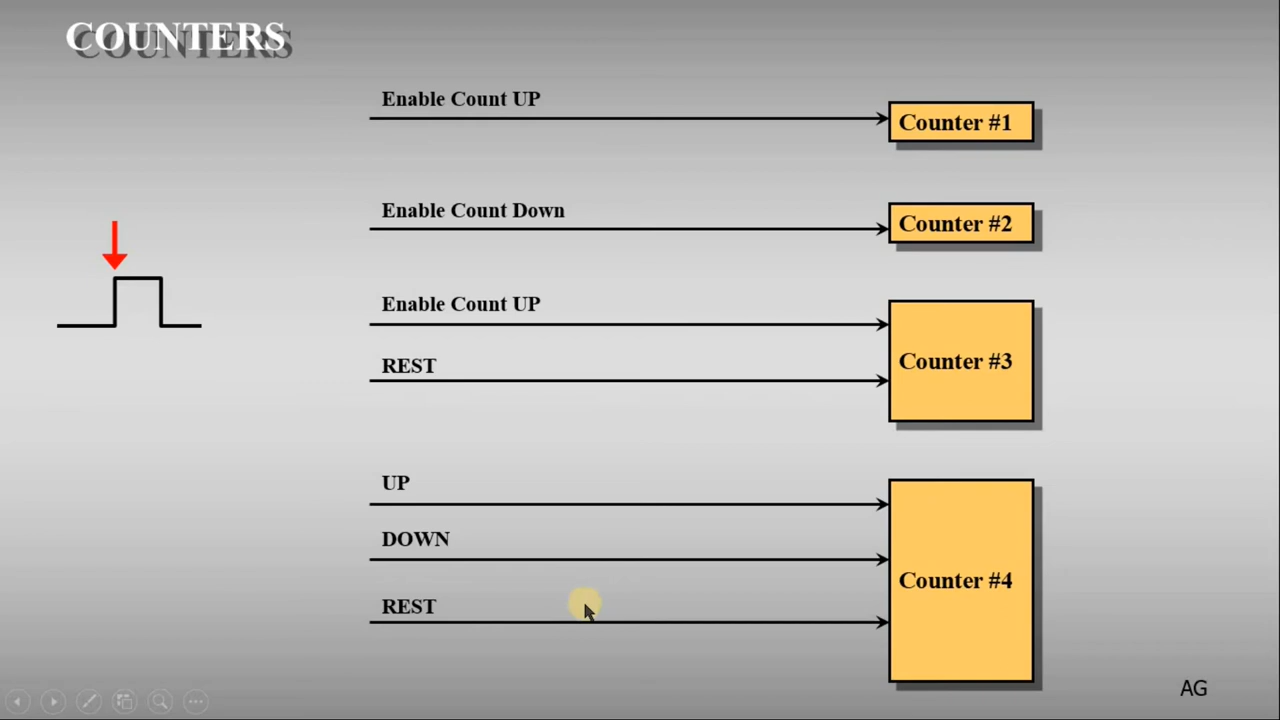 COUNTERS
Enable Count UP
Counter #1
Enable Count Down
Counter #2
Enable Count UP
REST
Counter #3
UP
DOWN
REST
Counter #4
AG